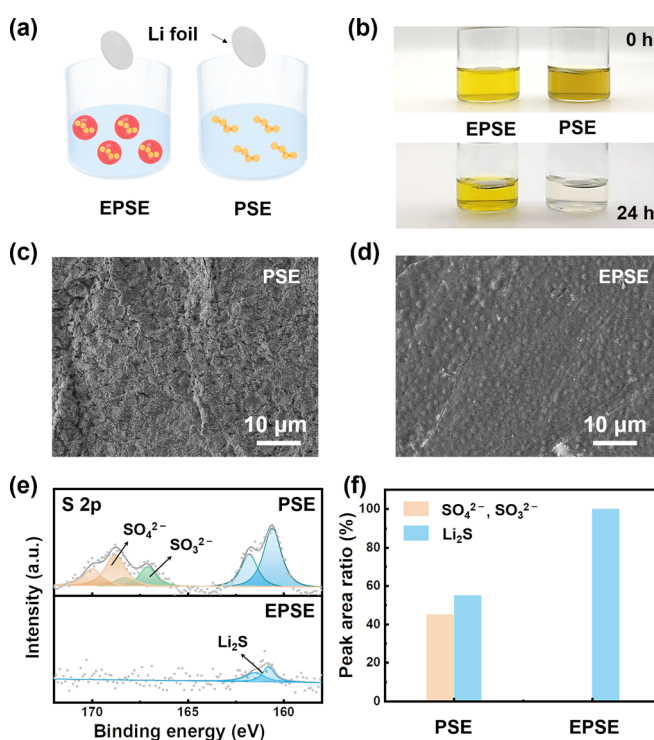 (a)
Li foil
EPSE
PSE
(b)
0 h
EPSE
PSE
24 h
(c)
PSE
10 μm
(d)
EPSE
10 μm
(e)
S 2p
PSE
SO₄²⁻
SO₃²⁻
EPSE
Li₂S
Intensity (a.u.)
170
165
160
Binding energy (eV)
(f)
SO₄²⁻, SO₃²⁻
Li₂S
Peak area ratio (%)
100
80
60
40
20
0
PSE
EPSE